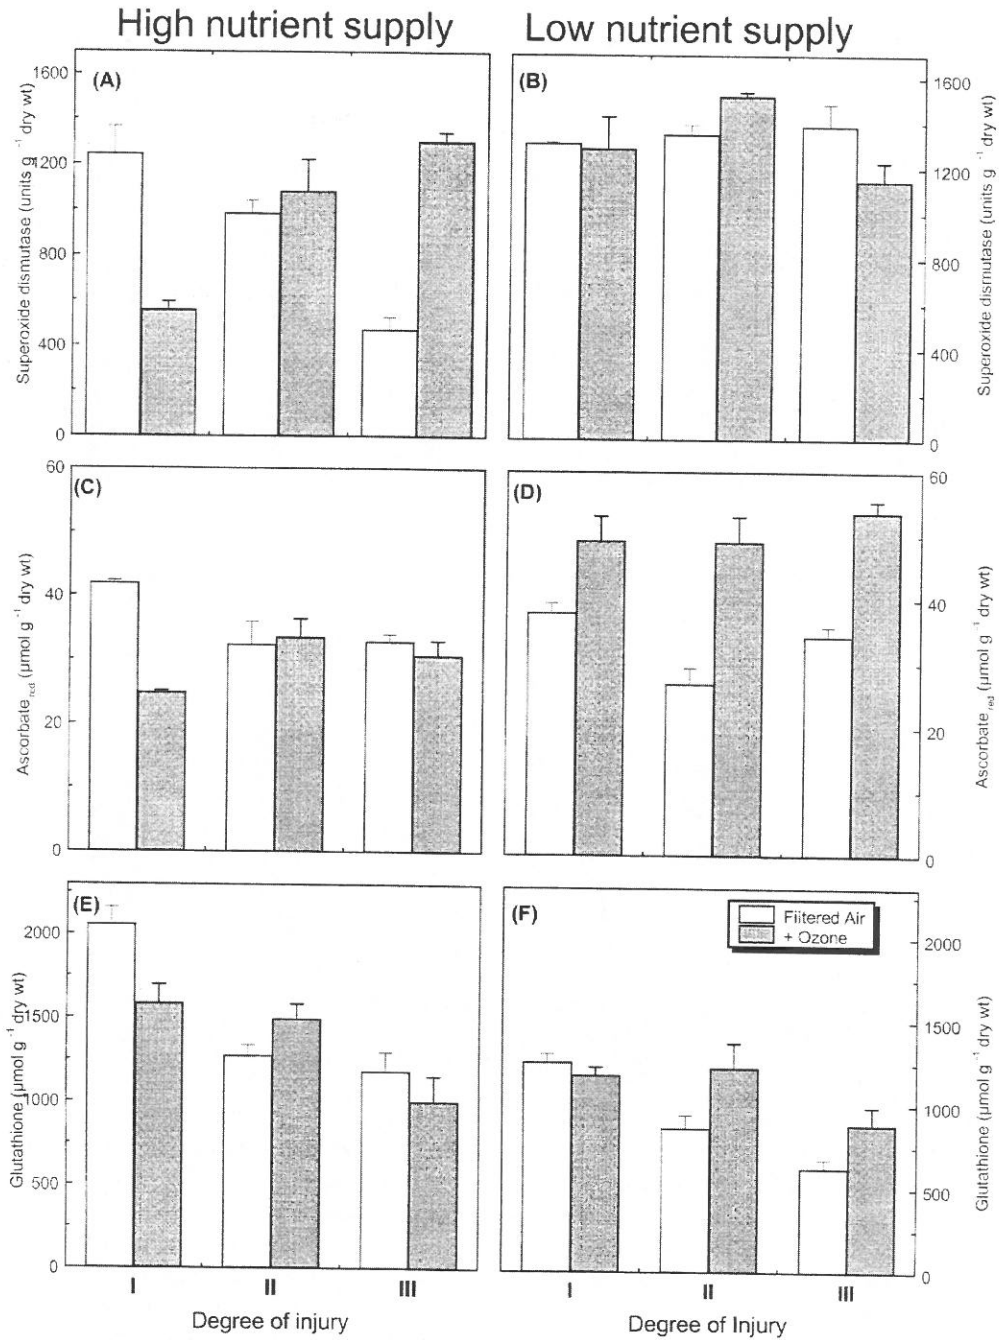 High nutrient supply
Low nutrient supply
(A)
1600
1200
800
400
0
Superoxide dismutase (units g⁻¹ dry wt)
(B)
1600
1200
800
400
0
Superoxide dismutase (units g⁻¹ dry wt)
(C)
60
40
20
0
Ascorbate red (µmol g⁻¹ dry wt)
(D)
60
40
20
0
Ascorbate red (µmol g⁻¹ dry wt)
(E)
2000
1500
1000
500
0
Glutathione (µmol g⁻¹ dry wt)
I II III
Degree of injury
(F)
Filtered Air
+ Ozone
2000
1500
1000
500
0
Glutathione (µmol g⁻¹ dry wt)
I II III
Degree of Injury